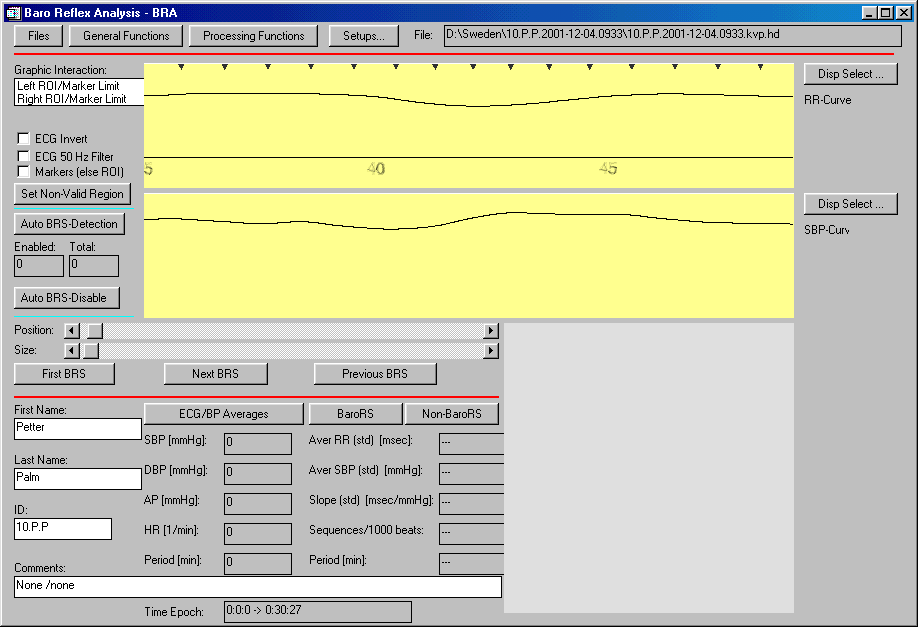 Baro Reflex Analysis - BRA
Files General Functions Processing Functions Setups... File: D:\Sweden\10.P.P.2001-12-04.0933\10.P.P.2001-12-04.0933.kvp.hd
Graphic Interaction:
Left ROI/Marker Limit
Right ROI/Marker Limit
Disp Select ...
RR-Curve
ECG Invert
ECG 50 Hz Filter
Markers (else ROI)
5 40 45
Set Non-Valid Region
Disp Select ...
SBP-Curv
Auto BRS-Detection
Enabled: Total:
0 0
Auto BRS-Disable
Position:
Size:
First BRS Next BRS Previous BRS
First Name:
Petter
Last Name:
Palm
ID:
10.P.P
ECG/BP Averages BaroRS Non-BaroRS
SBP [mmHg]: 0 Aver RR (std) [msec]: ---
DBP [mmHg]: 0 Aver SBP (std) [mmHg]: ---
AP [mmHg]: 0 Slope (std) [msec/mmHg]: ---
HR [1/min]: 0 Sequences/1000 beats: ---
Period [min]: 0 Period [min]: ---
Comments:
None /none
Time Epoch: 0:0:0 -> 0:30:27